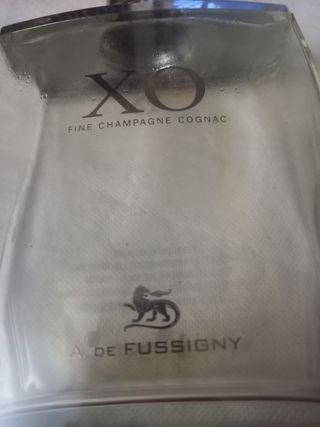 XO
FINE CHAMPAGNE COGNAC
A. DE FUSSIGNY